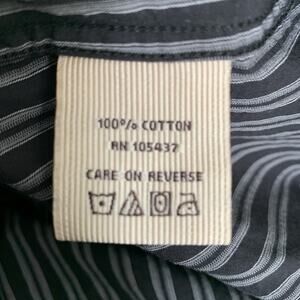 100% COTTON
RN 105437
CARE ON REVERSE